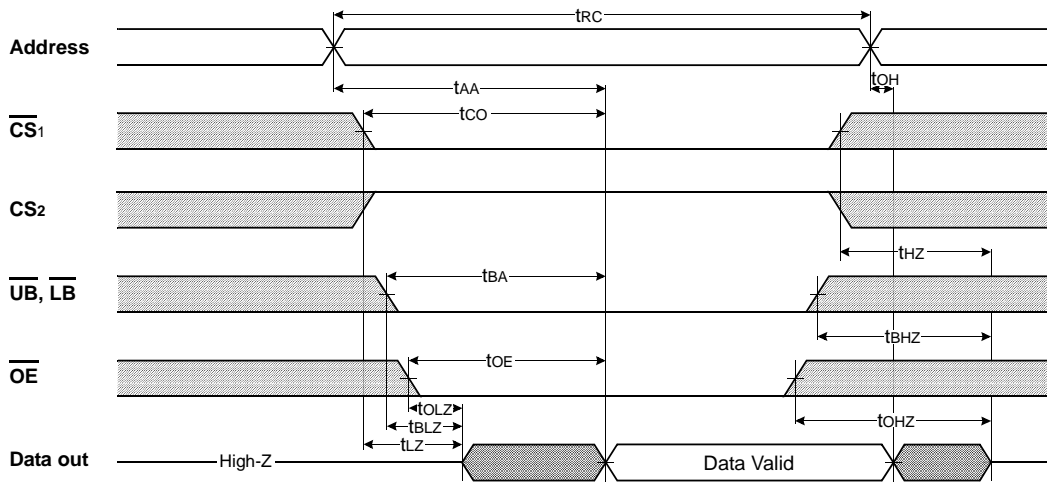 tRC
Address
tOH
tAA
tCO
CS1
CS2
tHZ
tBA
UB, LB
tBHZ
tOE
OE
tOLZ
tBLZ
tOHZ
tLZ
Data out High-Z Data Valid